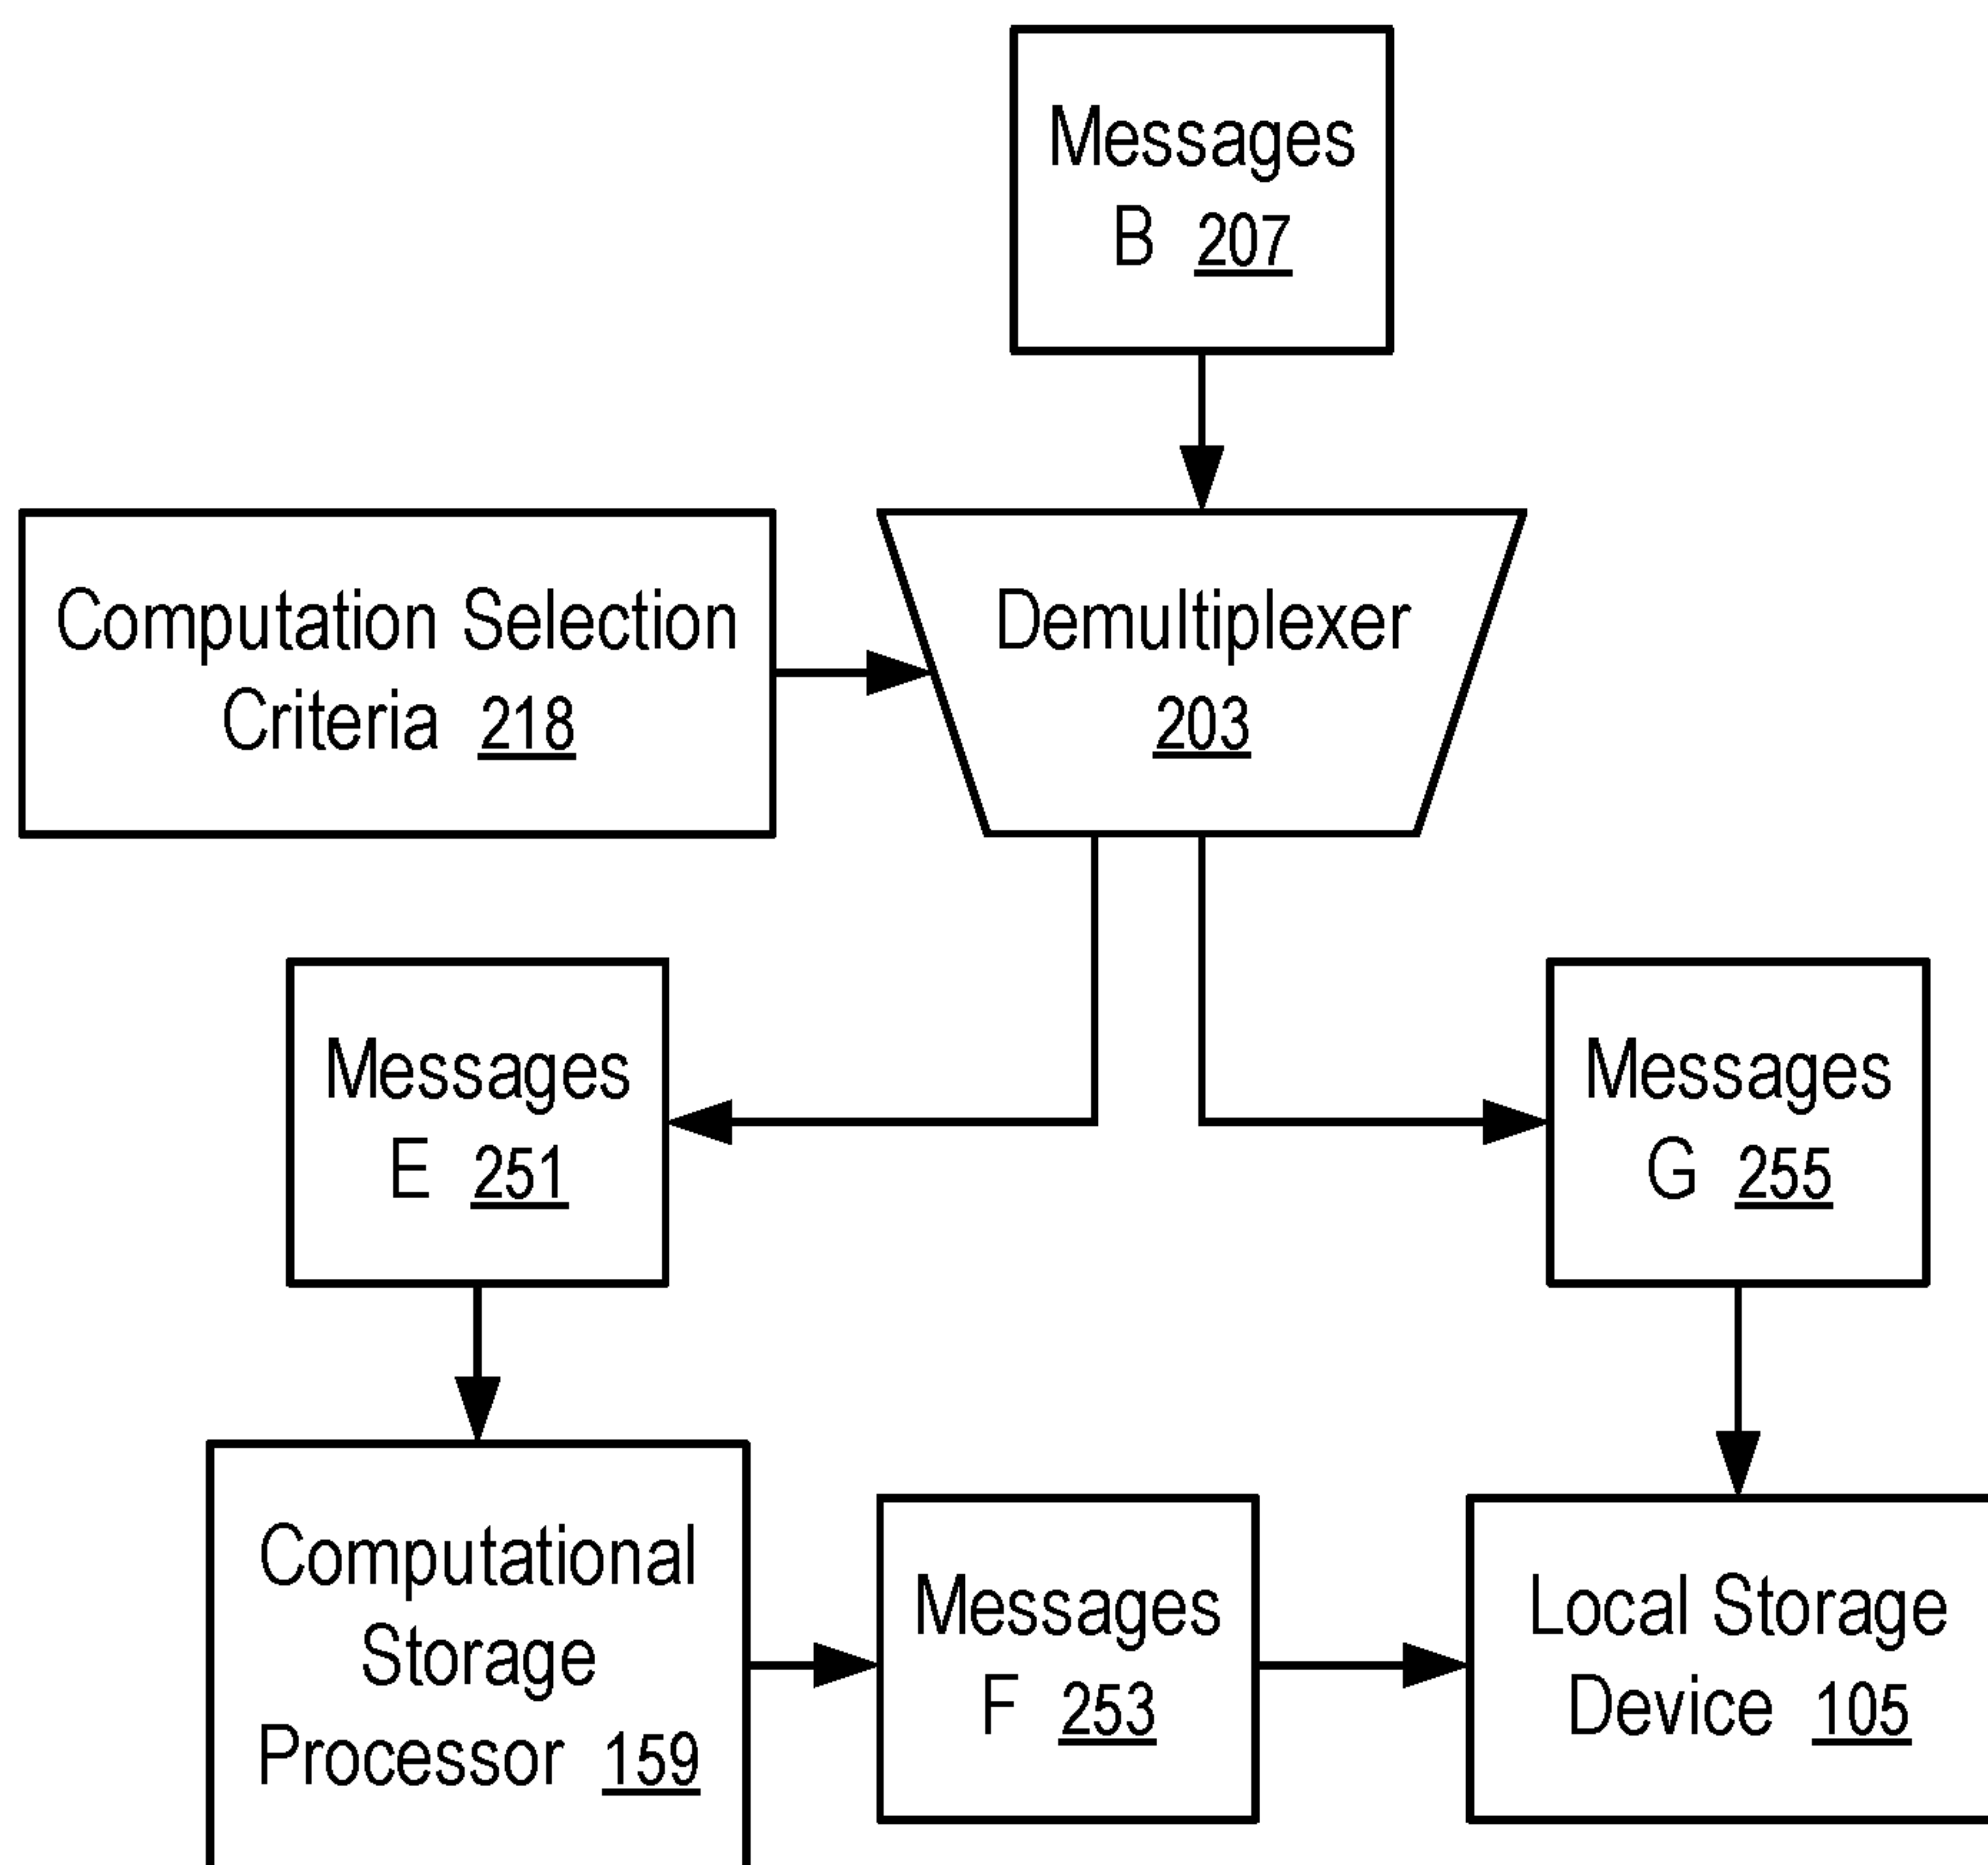 Messages
B 207
Computation Selection
Criteria 218
Demultiplexer
203
Messages
E 251
Messages
G 255
Computational
Storage
Processor 159
Messages
F 253
Local Storage
Device 105